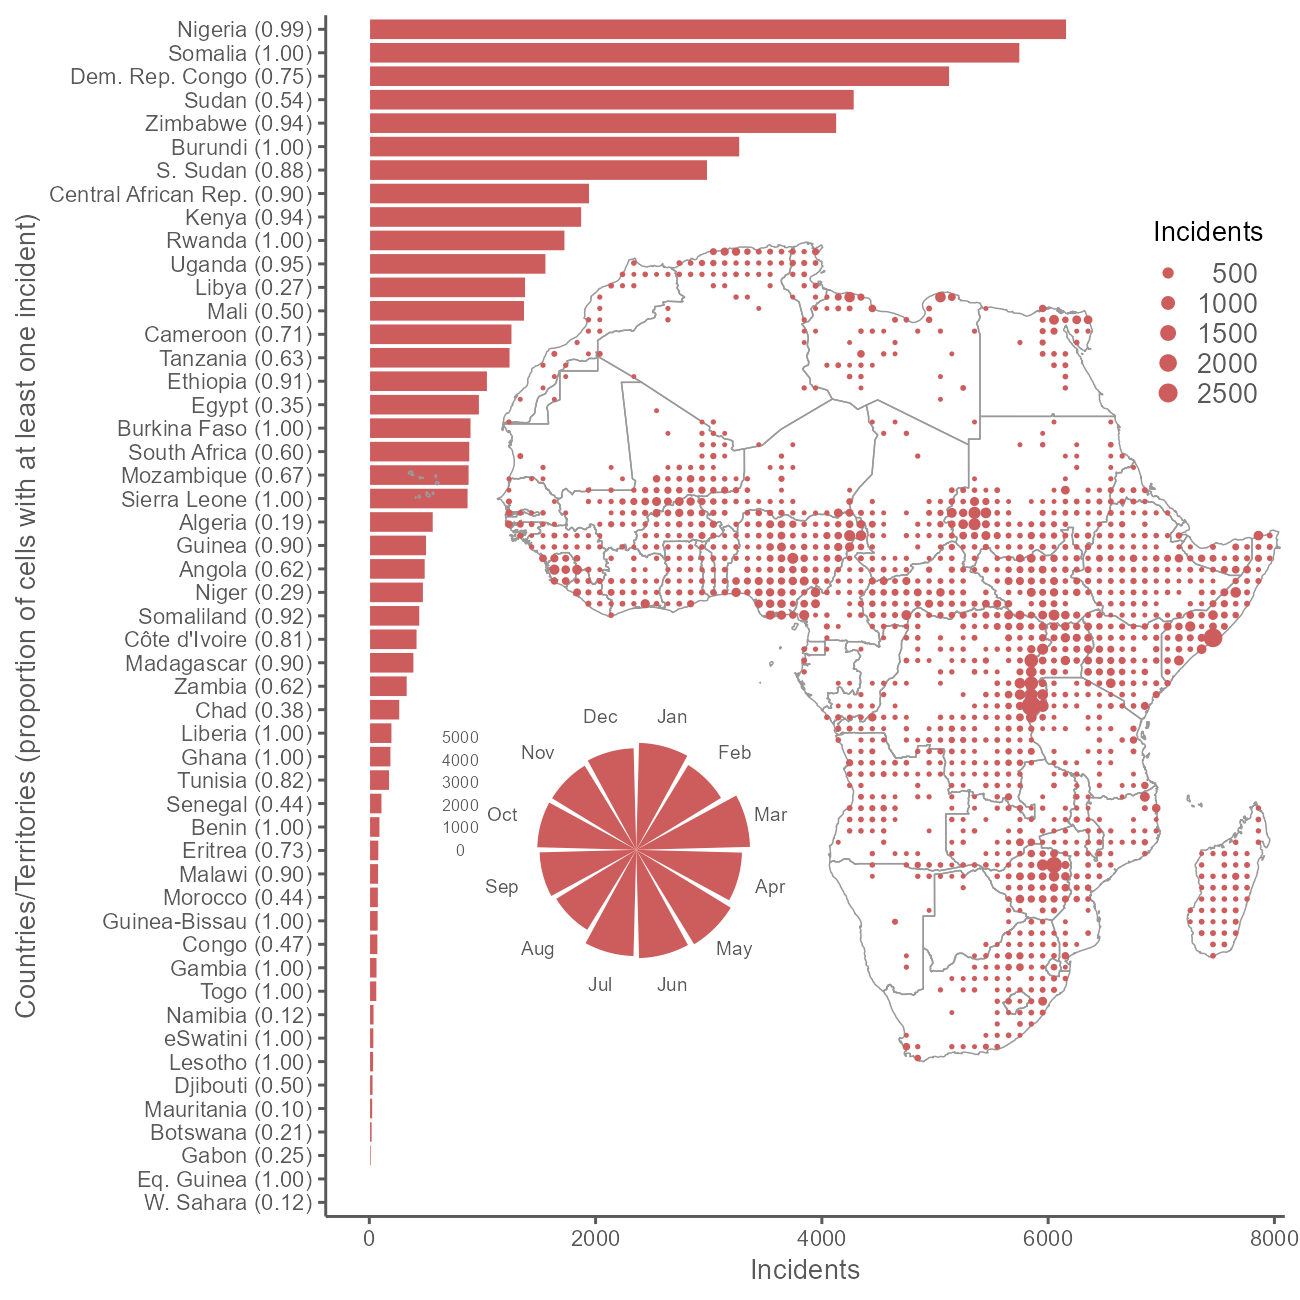 Countries/Territories (proportion of cells with at least one incident)
Nigeria (0.99)
Somalia (1.00)
Dem. Rep. Congo (0.75)
Sudan (0.54)
Zimbabwe (0.94)
Burundi (1.00)
S. Sudan (0.88)
Central African Rep. (0.90)
Kenya (0.94)
Rwanda (1.00)
Uganda (0.95)
Libya (0.27)
Mali (0.50)
Cameroon (0.71)
Tanzania (0.63)
Ethiopia (0.91)
Egypt (0.35)
Burkina Faso (1.00)
South Africa (0.60)
Mozambique (0.67)
Sierra Leone (1.00)
Algeria (0.19)
Guinea (0.90)
Angola (0.62)
Niger (0.29)
Somaliland (0.92)
Côte d'Ivoire (0.81)
Madagascar (0.90)
Zambia (0.62)
Chad (0.38)
Liberia (1.00)
Ghana (1.00)
Tunisia (0.82)
Senegal (0.44)
Benin (1.00)
Eritrea (0.73)
Malawi (0.90)
Morocco (0.44)
Guinea-Bissau (1.00)
Congo (0.47)
Gambia (1.00)
Togo (1.00)
Namibia (0.12)
eSwatini (1.00)
Lesotho (1.00)
Djibouti (0.50)
Mauritania (0.10)
Botswana (0.21)
Gabon (0.25)
Eq. Guinea (1.00)
W. Sahara (0.12)
0
2000
4000
6000
8000
Incidents
Incidents
500
1000
1500
2000
2500
5000
4000
3000
2000
1000
0
Jan
Feb
Mar
Apr
May
Jun
Jul
Aug
Sep
Oct
Nov
Dec